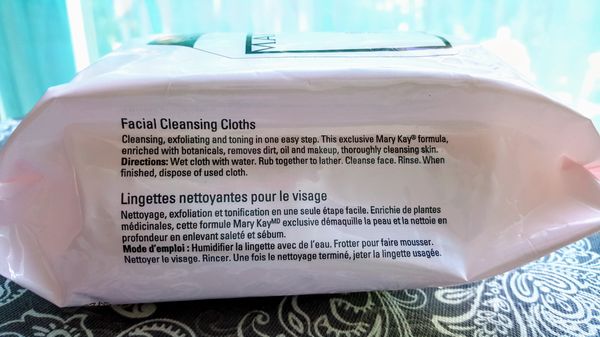 Facial Cleansing Cloths
Cleansing, exfoliating and toning in one easy step. This exclusive Mary Kay® formula,
enriched with botanicals, removes dirt, oil and makeup, thoroughly cleansing skin.
Directions: Wet cloth with water. Rub together to lather. Cleanse face. Rinse. When
finished, dispose of used cloth.
Lingettes nettoyantes pour le visage
Nettoyage, exfoliation et tonification en une seule étape facile. Enrichie de plantes
médicinales, cette formule Mary Kay^MD exclusive démaquille la peau et la nettoie en
profondeur en enlevant saleté et sébum.
Mode d'emploi : Humidifier la lingette avec de l'eau. Frotter pour faire mousser.
Nettoyer le visage. Rincer. Une fois le nettoyage terminé, jeter la lingette usagée.